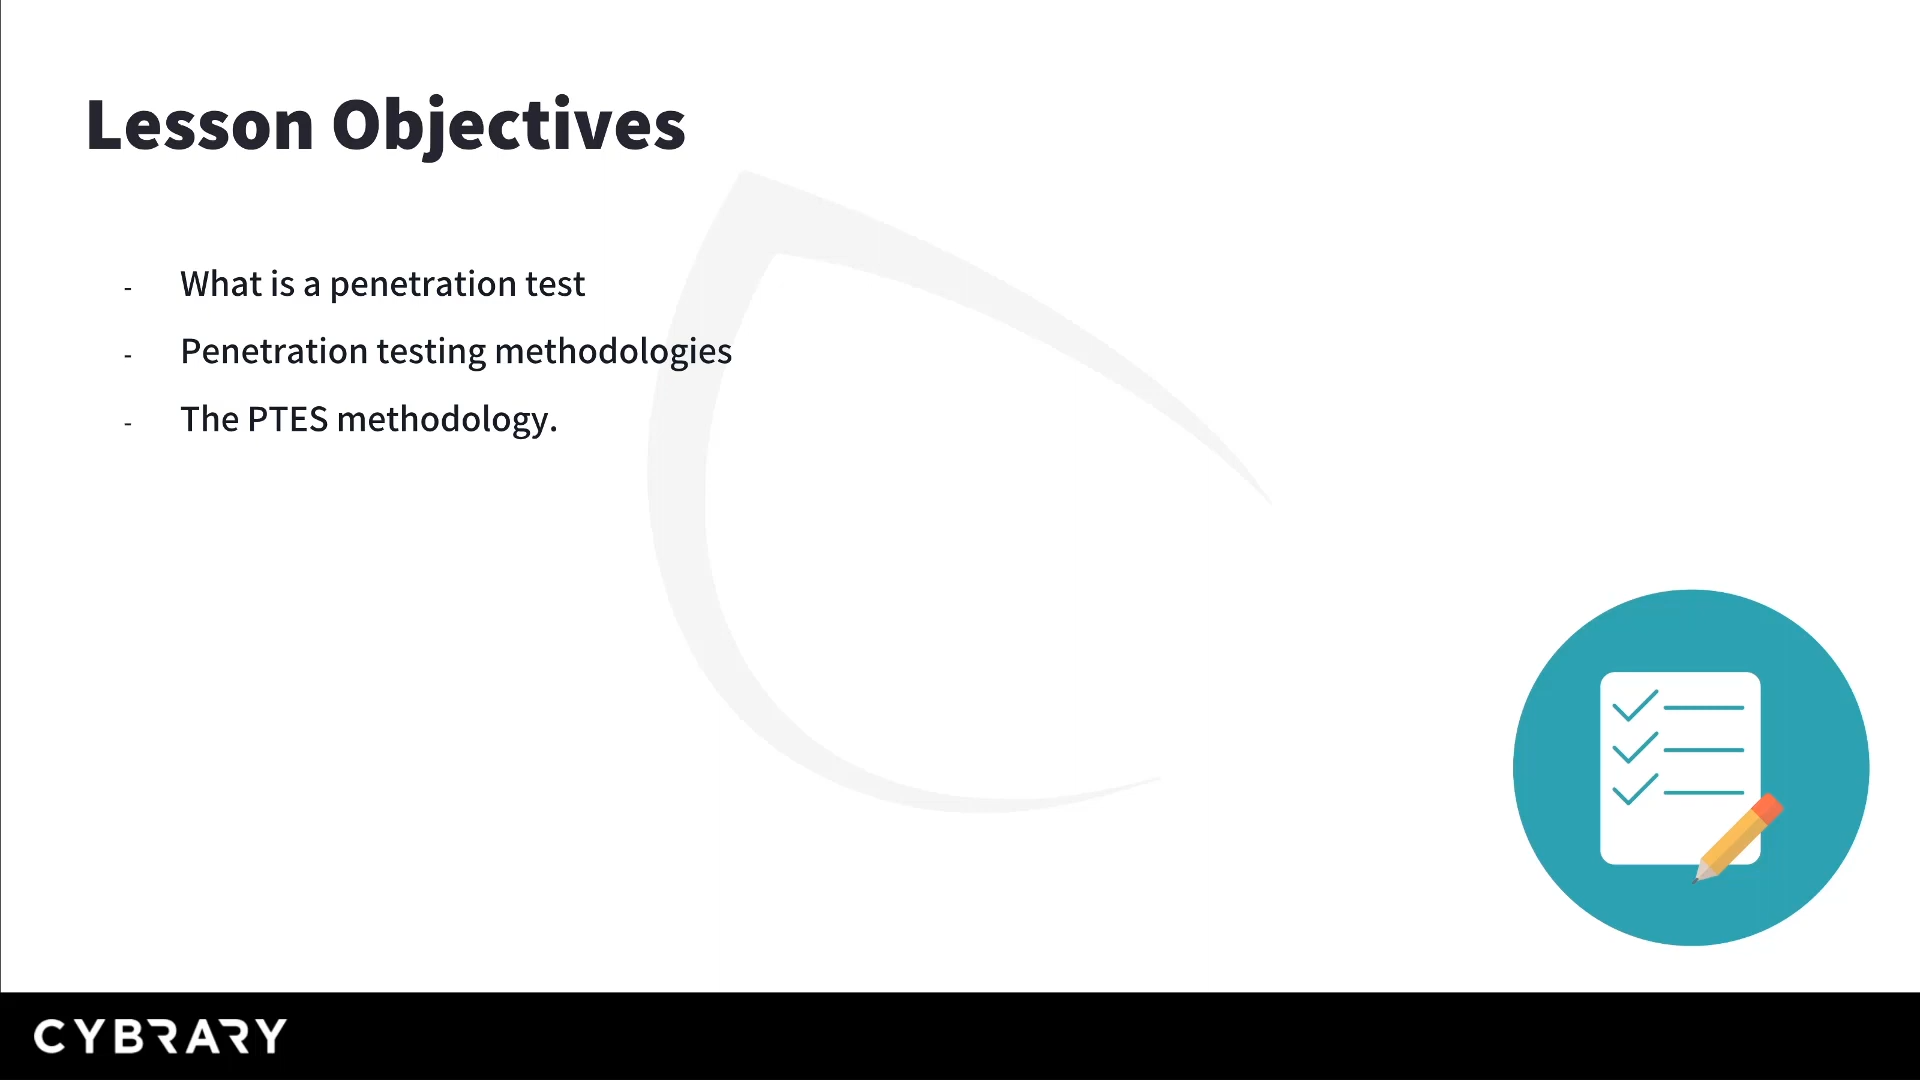 Lesson Objectives
- What is a penetration test
- Penetration testing methodologies
- The PTES methodology.
CYBRARY